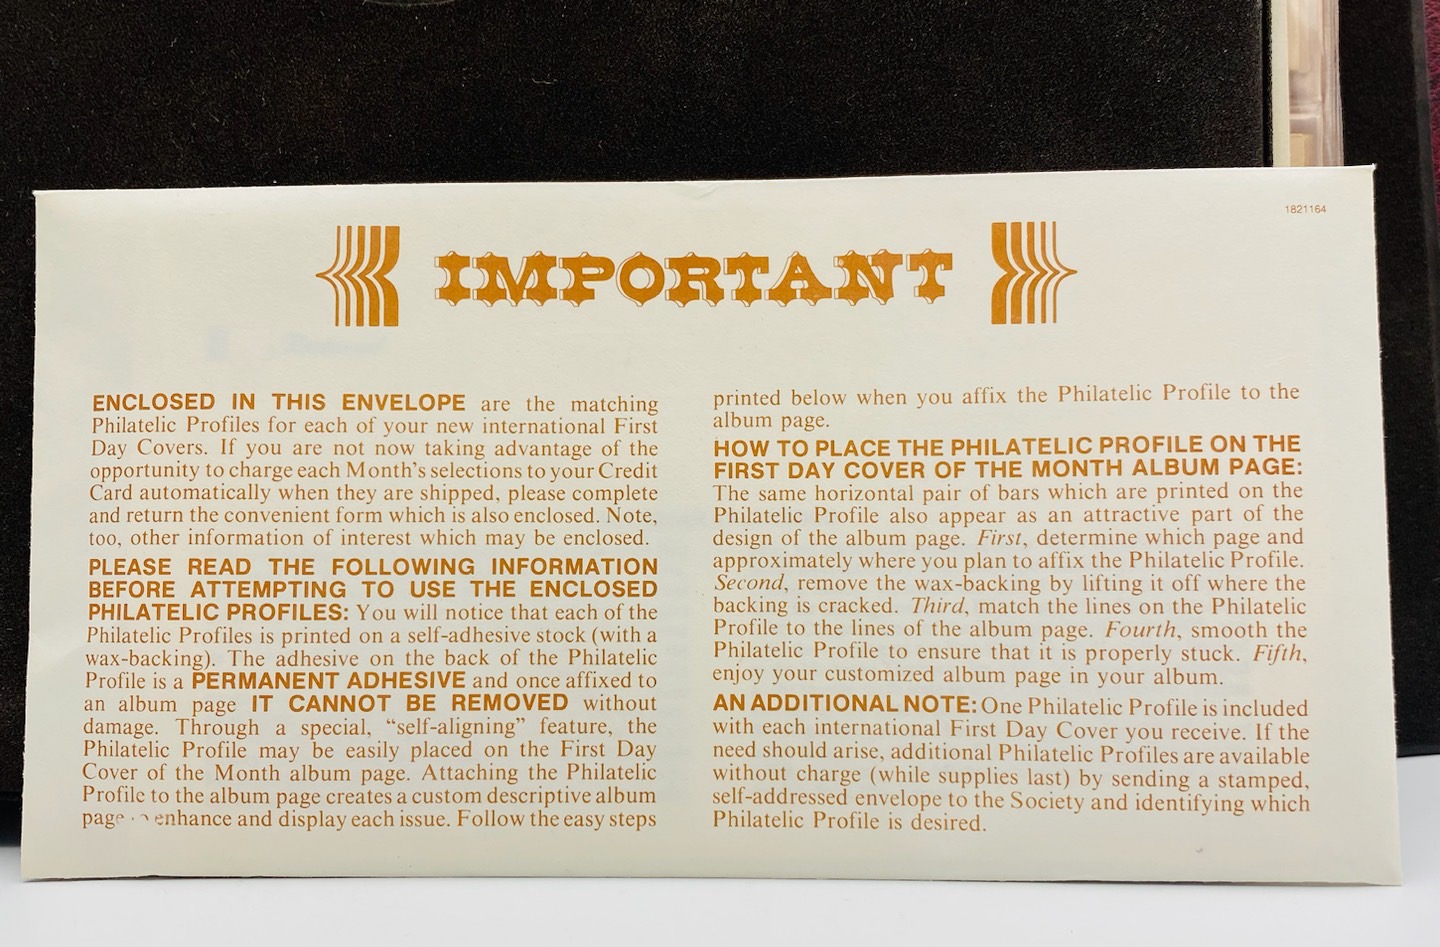 1821164
IMPORTANT
ENCLOSED IN THIS ENVELOPE are the matching
Philatelic Profiles for each of your new international First
Day Covers. If you are not now taking advantage of the
opportunity to charge each Month's selections to your Credit
Card automatically when they are shipped, please complete
and return the convenient form which is also enclosed. Note,
too, other information of interest which may be enclosed.
PLEASE READ THE FOLLOWING INFORMATION
BEFORE ATTEMPTING TO USE THE ENCLOSED
PHILATELIC PROFILES: You will notice that each of the
Philatelic Profiles is printed on a self-adhesive stock (with a
wax-backing). The adhesive on the back of the Philatelic
Profile is a PERMANENT ADHESIVE and once affixed to
an album page IT CANNOT BE REMOVED without
damage. Through a special, “self-aligning” feature, the
Philatelic Profile may be easily placed on the First Day
Cover of the Month album page. Attaching the Philatelic
Profile to the album page creates a custom descriptive album
page enhance and display each issue. Follow the easy steps
printed below when you affix the Philatelic Profile to the
album page.
HOW TO PLACE THE PHILATELIC PROFILE ON THE
FIRST DAY COVER OF THE MONTH ALBUM PAGE:
The same horizontal pair of bars which are printed on the
Philatelic Profile also appear as an attractive part of the
design of the album page. First, determine which page and
approximately where you plan to affix the Philatelic Profile.
Second, remove the wax-backing by lifting it off where the
backing is cracked. Third, match the lines on the Philatelic
Profile to the lines of the album page. Fourth, smooth the
Philatelic Profile to ensure that it is properly stuck. Fifth,
enjoy your customized album page in your album.
AN ADDITIONAL NOTE: One Philatelic Profile is included
with each international First Day Cover you receive. If the
need should arise, additional Philatelic Profiles are available
without charge (while supplies last) by sending a stamped,
self-addressed envelope to the Society and identifying which
Philatelic Profile is desired.